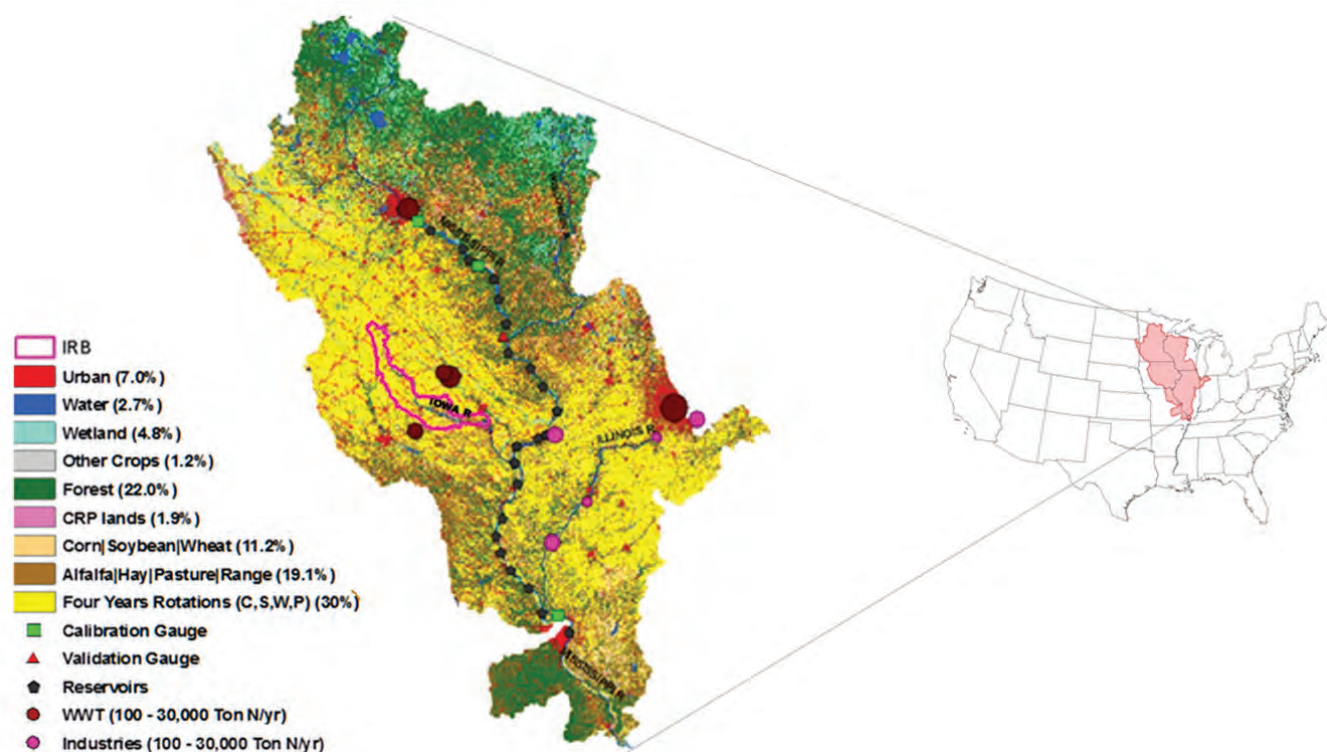 MISSISSIPPI R
IOWA R
ILLINOIS R
MISSISSIPPI R
IRB
Urban (7.0%)
Water (2.7%)
Wetland (4.8%)
Other Crops (1.2%)
Forest (22.0%)
CRP lands (1.9%)
Corn|Soybean|Wheat (11.2%)
Alfalfa|Hay|Pasture|Range (19.1%)
Four Years Rotations (C,S,W,P) (30%)
Calibration Gauge
Validation Gauge
Reservoirs
WWT (100 - 30,000 Ton N/yr)
Industries (100 - 30,000 Ton N/yr)